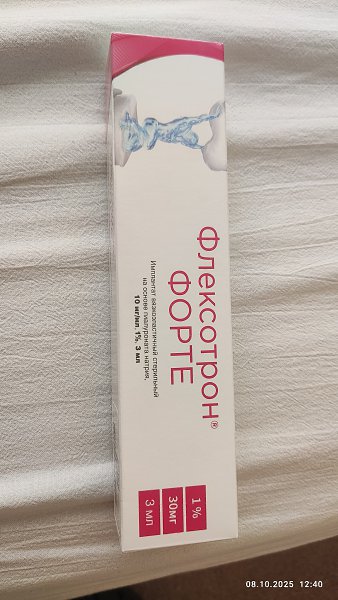 Флексотрон®
ФОРТЕ
Имплантат вязкоэластичный стерильный
на основе гиалуроната натрия,
10 мг/мл, 1%, 3 мл
1%
30мг
3 мл
08.10.2025 12:40